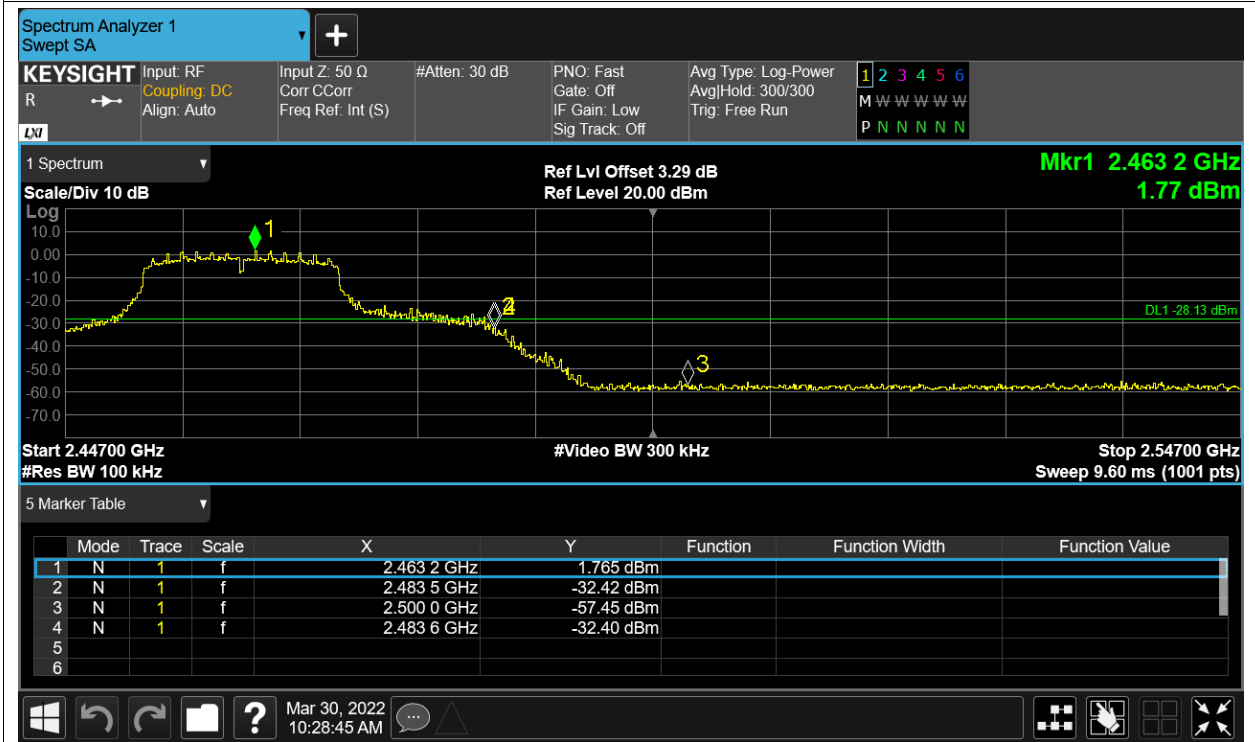 Spectrum Analyzer 1
Swept SA
+
KEYSIGHT
R
LXI
Input: RF
Coupling: DC
Align: Auto
Input Z: 50 Ω
Corr CCorr
Freq Ref: Int (S)
#Atten: 30 dB
PNO: Fast
Gate: Off
IF Gain: Low
Sig Track: Off
Avg Type: Log-Power
Avg|Hold: 300/300
Trig: Free Run
1 2 3 4 5 6
M W W W W W
P N N N N N
1 Spectrum
Scale/Div 10 dB
Ref Lvl Offset 3.29 dB
Ref Level 20.00 dBm
Mkr1 2.463 2 GHz
1.77 dBm
Log
10.0
0.00
-10.0
-20.0
-30.0
-40.0
-50.0
-60.0
-70.0
1
2
3
DL1 -28.13 dBm
Start 2.44700 GHz
#Res BW 100 kHz
#Video BW 300 kHz
Stop 2.54700 GHz
Sweep 9.60 ms (1001 pts)
5 Marker Table
Mode Trace Scale X Y Function Function Width Function Value
1 N 1 f 2.463 2 GHz 1.765 dBm
2 N 1 f 2.483 5 GHz -32.42 dBm
3 N 1 f 2.500 0 GHz -57.45 dBm
4 N 1 f 2.483 6 GHz -32.40 dBm
5
6
?
Mar 30, 2022
10:28:45 AM